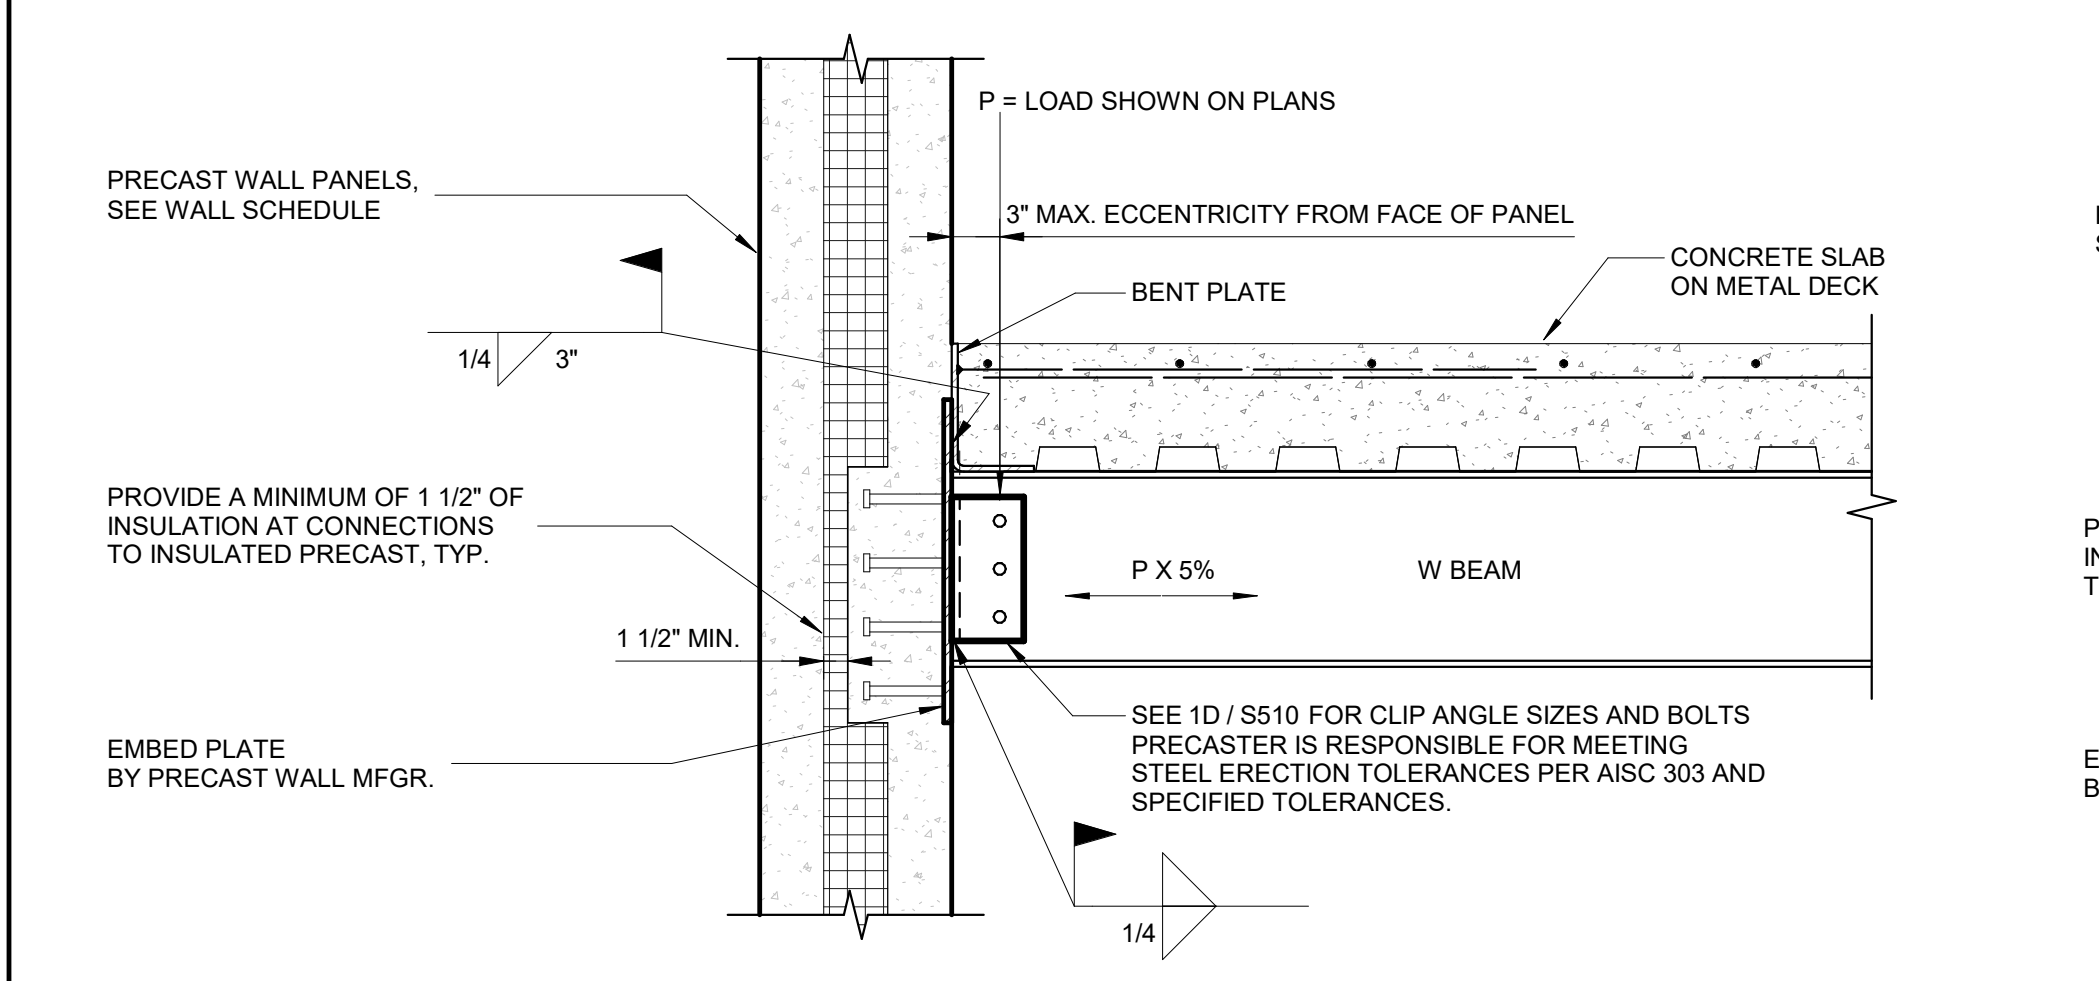 P = LOAD SHOWN ON PLANS
PRECAST WALL PANELS,
SEE WALL SCHEDULE
3" MAX. ECCENTRICITY FROM FACE OF PANEL
CONCRETE SLAB
ON METAL DECK
BENT PLATE
1/4
3"
PROVIDE A MINIMUM OF 1 1/2" OF
INSULATION AT CONNECTIONS
TO INSULATED PRECAST, TYP.
P X 5%
W BEAM
1 1/2" MIN.
EMBED PLATE
BY PRECAST WALL MFGR.
SEE 1D / S510 FOR CLIP ANGLE SIZES AND BOLTS
PRECASTER IS RESPONSIBLE FOR MEETING
STEEL ERECTION TOLERANCES PER AISC 303 AND
SPECIFIED TOLERANCES.
1/4